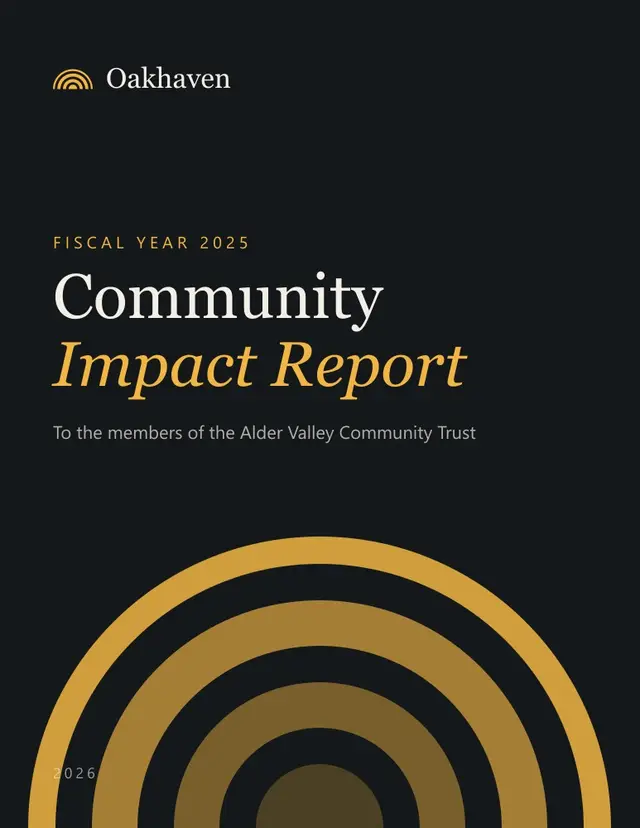 Oakhaven
FISCAL YEAR 2025
Community
Impact Report
To the members of the Alder Valley Community Trust
2026